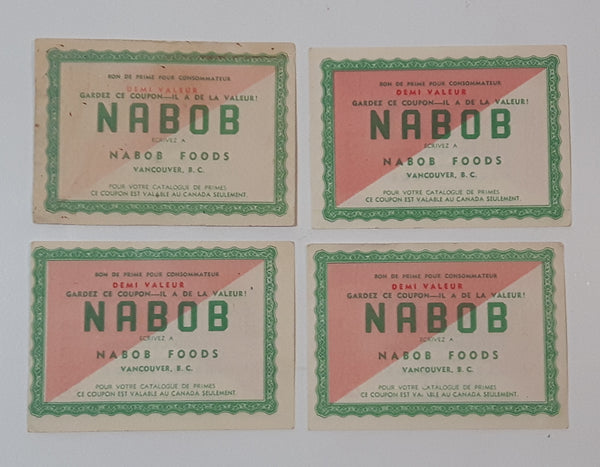 BON DE PRIME POUR CONSOMMATEUR
DEMI VALEUR
GARDEZ CE COUPON—IL A DE LA VALEUR!
NABOB
ECRIVEZ A
NABOB FOODS
VANCOUVER, B. C.
POUR VOTRE CATALOGUE DE PRIMES
CE COUPON EST VALABLE AU CANADA SEULEMENT.
BON DE PRIME POUR CONSOMMATEUR
DEMI VALEUR
GARDEZ CE COUPON—IL A DE LA VALEUR!
NABOB
ECRIVEZ A
NABOB FOODS
VANCOUVER, B. C.
POUR VOTRE CATALOGUE DE PRIMES
CE COUPON EST VALABLE AU CANADA SEULEMENT.
BON DE PRIME POUR CONSOMMATEUR
DEMI VALEUR
GARDEZ CE COUPON—IL A DE LA VALEUR!
NABOB
ECRIVEZ A
NABOB FOODS
VANCOUVER, B. C.
POUR VOTRE CATALOGUE DE PRIMES
CE COUPON EST VALABLE AU CANADA SEULEMENT.
BON DE PRIME POUR CONSOMMATEUR
DEMI VALEUR
GARDEZ CE COUPON—IL A DE LA VALEUR!
NABOB
ECRIVEZ A
NABOB FOODS
VANCOUVER, B. C.
POUR VOTRE CATALOGUE DE PRIMES
CE COUPON EST VALABLE AU CANADA SEULEMENT.